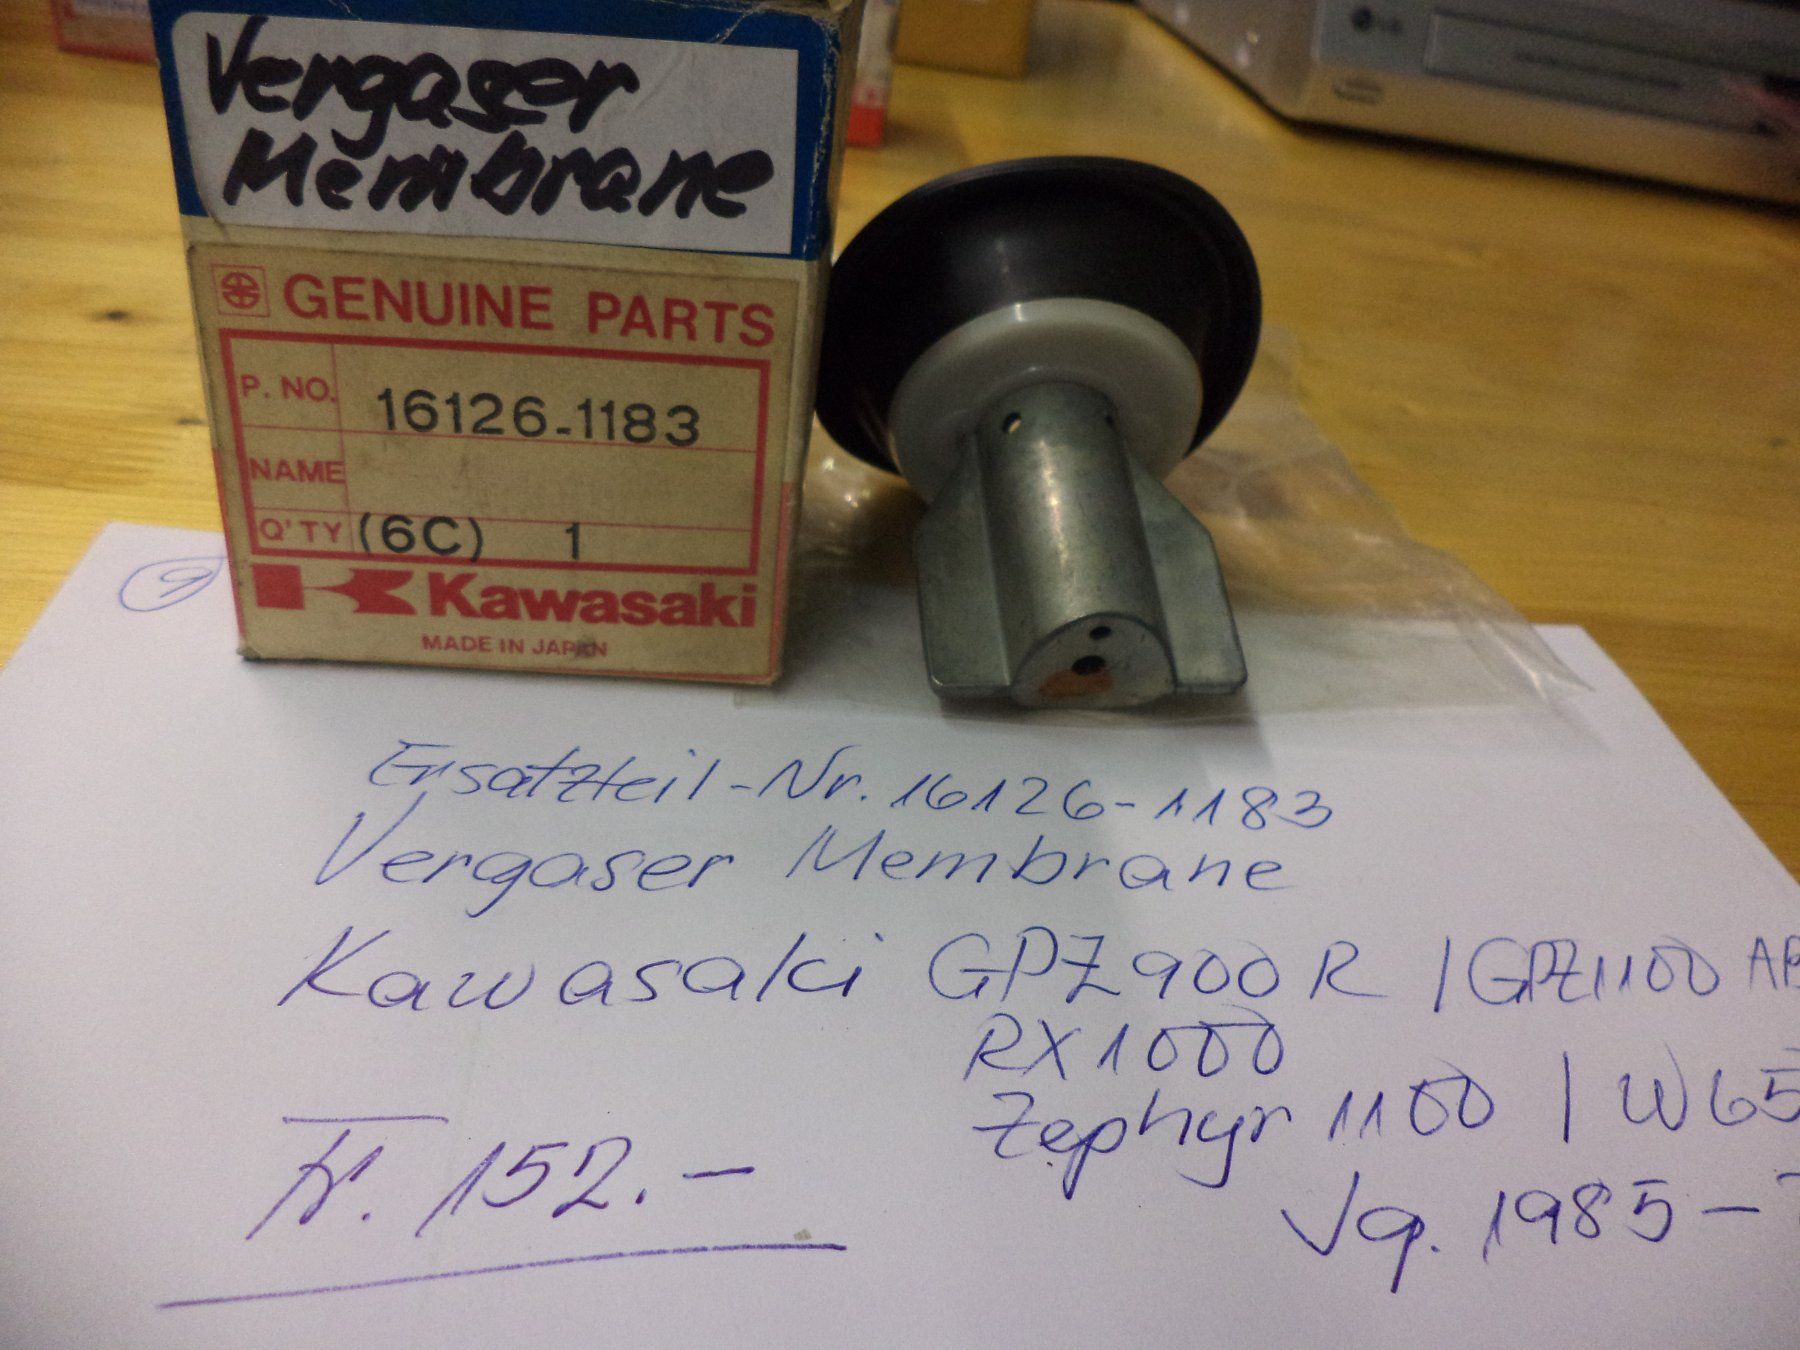 Vergaser
Membrane
GENUINE PARTS
P. NO. 16126-1183
NAME
Q'TY (6C) 1
Kawasaki
MADE IN JAPAN
Ersatzteil-Nr. 16126-1183
Vergaser Membrane
Kawasaki GPZ900R / GPZ1100 AB
RX1000
Zephyr 1100 / W65
Jg. 1985-
Fr. 152.-